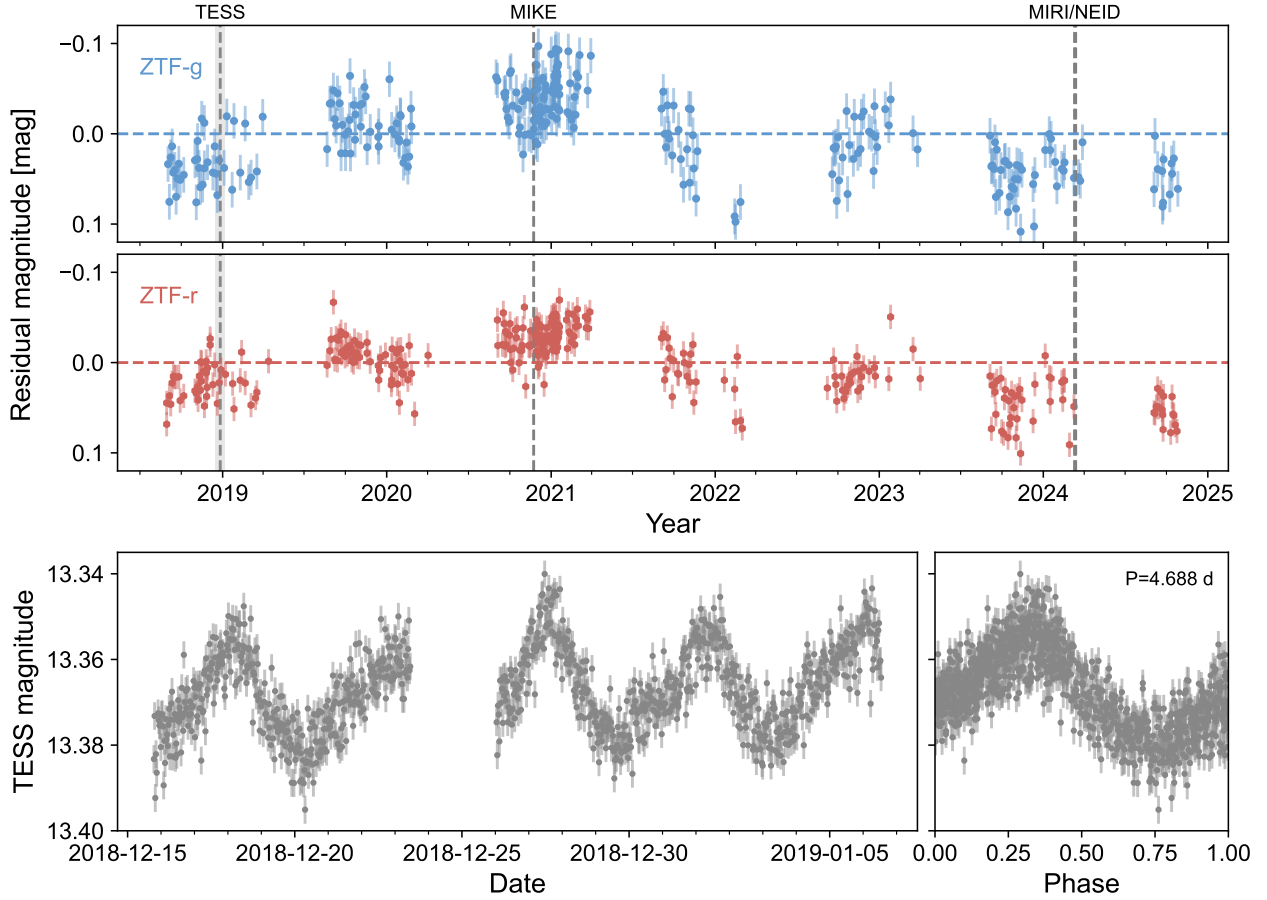 TESS MIKE MIRI/NEID
ZTF-g
−0.1
0.0
0.1
ZTF-r
−0.1
0.0
0.1
Residual magnitude [mag]
2019 2020 2021 2022 2023 2024 2025
Year
13.34
13.36
13.38
13.40
TESS magnitude
P=4.688 d
2018-12-15 2018-12-20 2018-12-25 2018-12-30 2019-01-05
0.00 0.25 0.50 0.75 1.00
Date
Phase